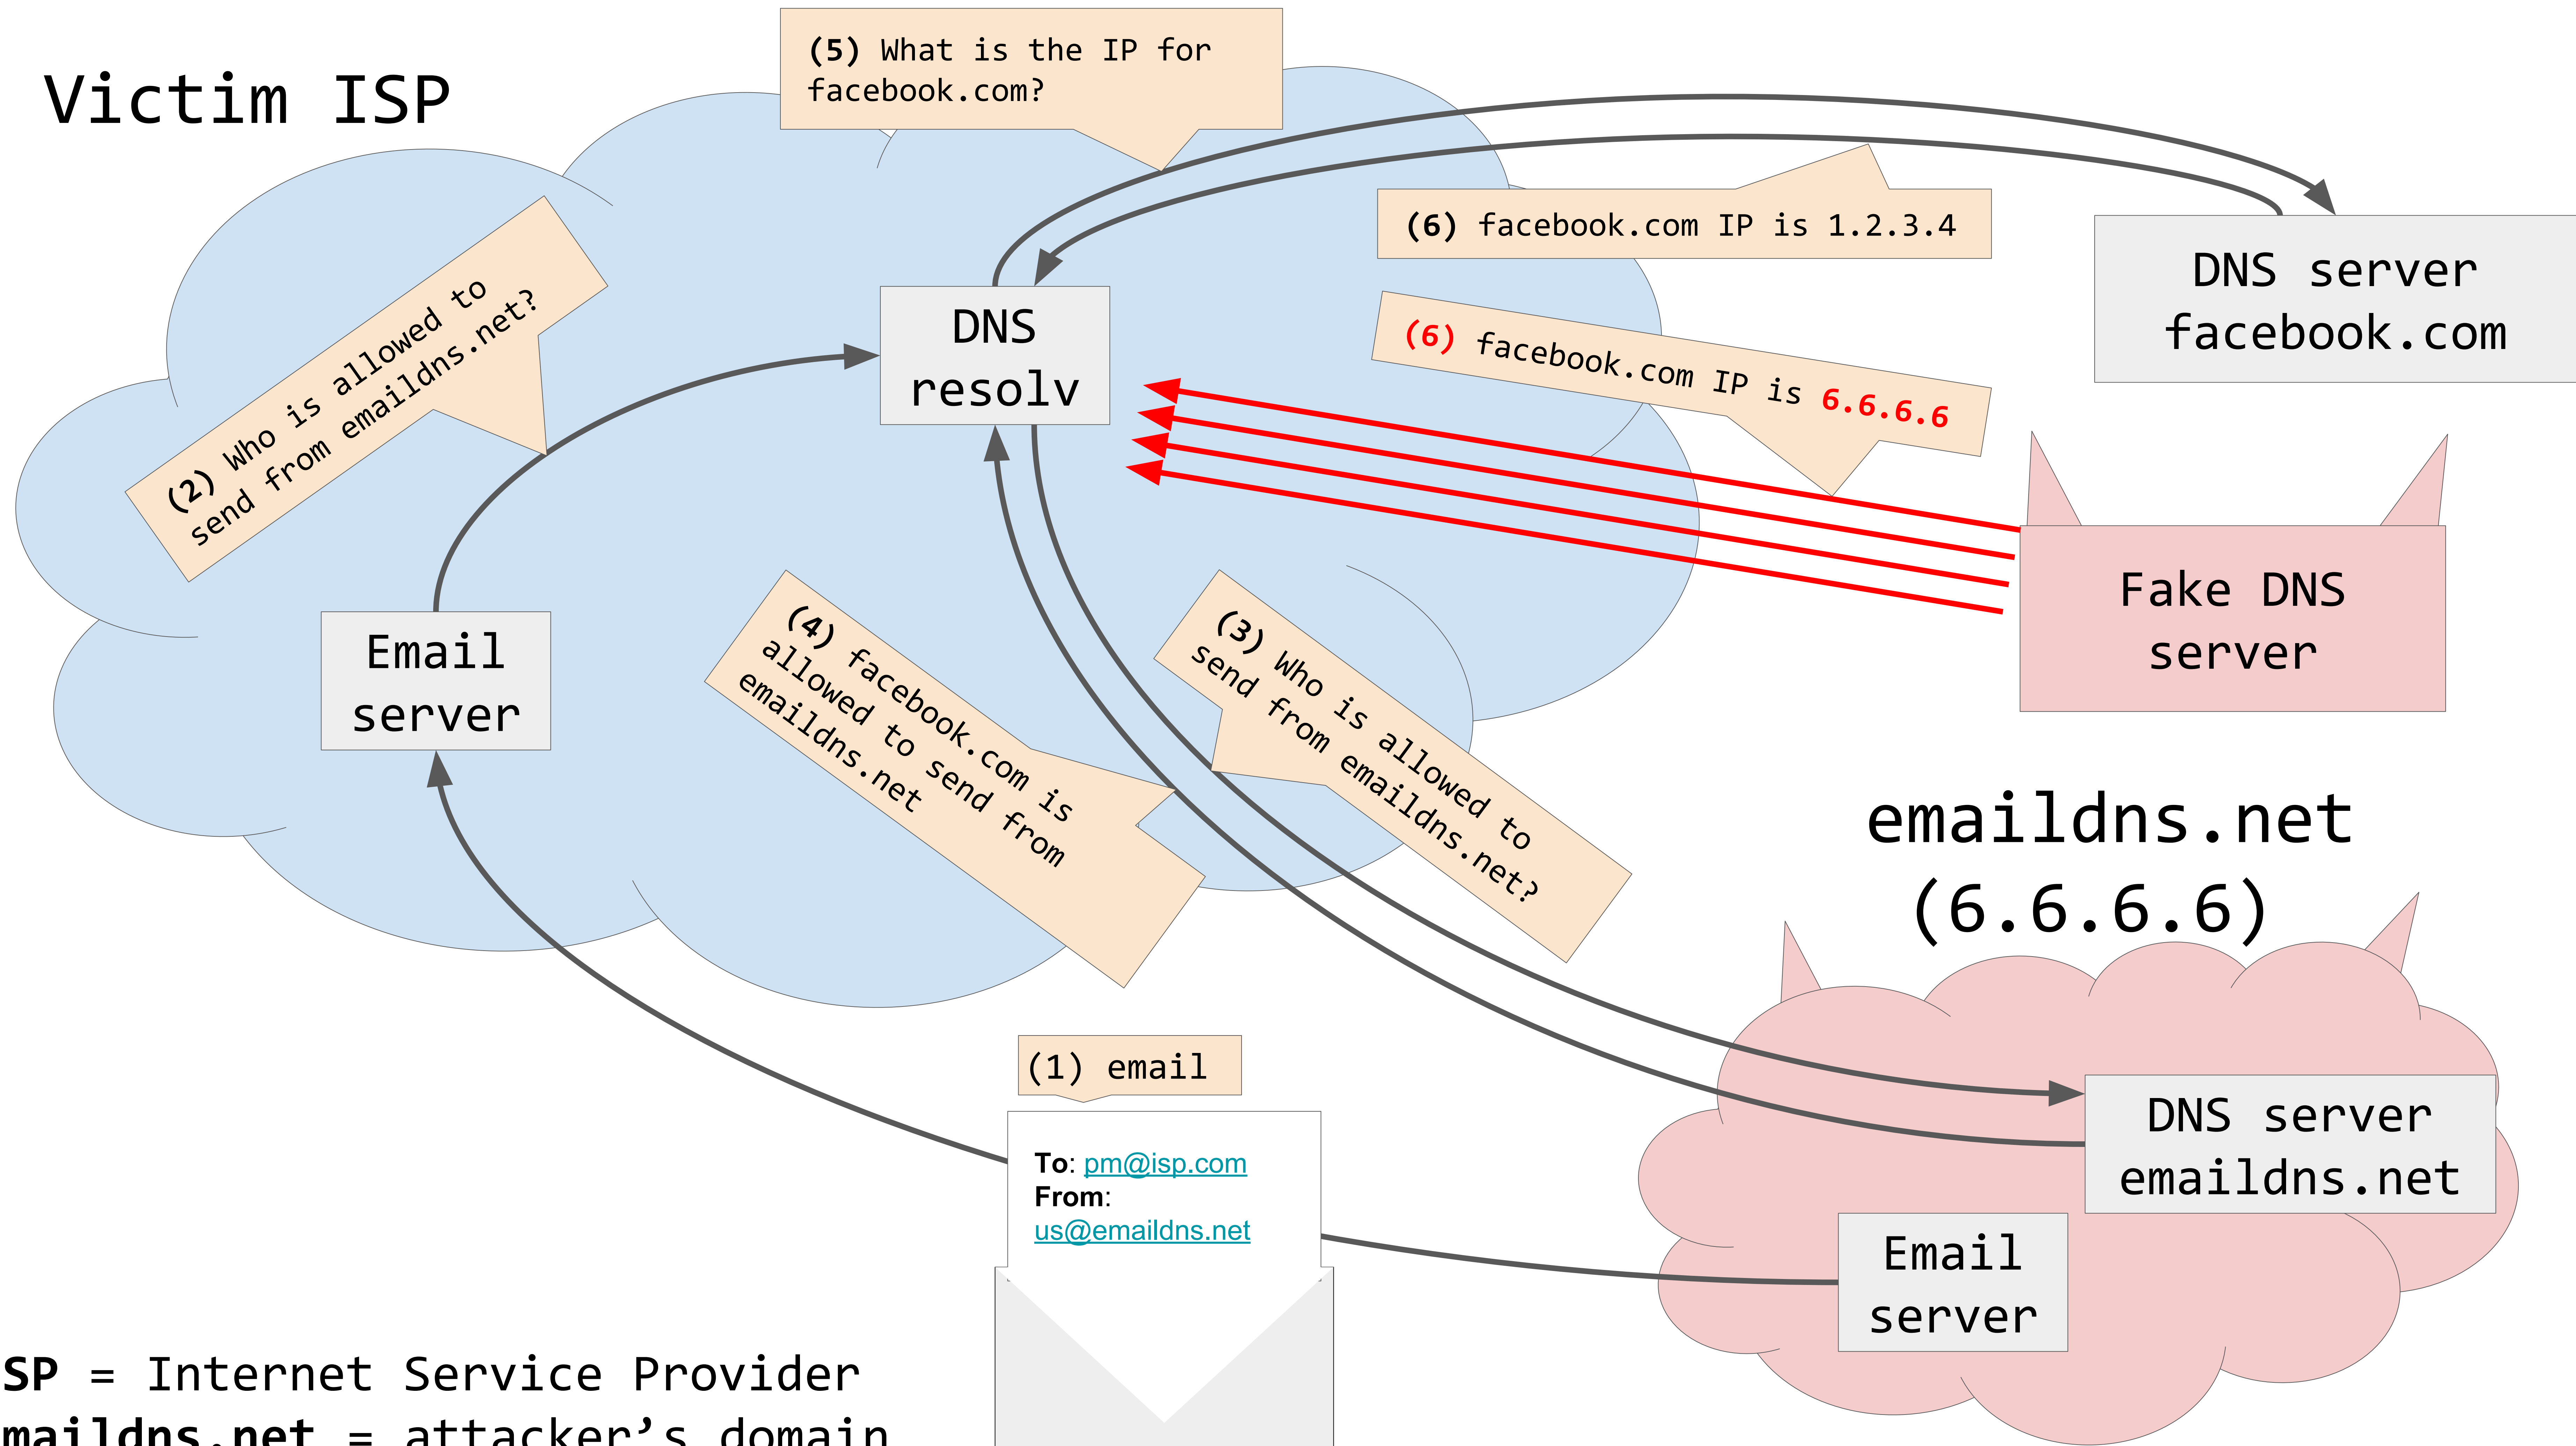 Victim ISP
(5) What is the IP for
facebook.com?
(6) facebook.com IP is 1.2.3.4
DNS server
facebook.com
(2) Who is allowed to
send from emaildns.net?
DNS
resolv
(6) facebook.com IP is 6.6.6.6
Fake DNS
server
Email
server
(4) facebook.com is
allowed to send from
emaildns.net
(3) Who is allowed to
send from emaildns.net?
emaildns.net
(6.6.6.6)
(1) email
To: pm@isp.com
From:
us@emaildns.net
DNS server
emaildns.net
Email
server
SP = Internet Service Provider
maildns.net = attacker’s domain